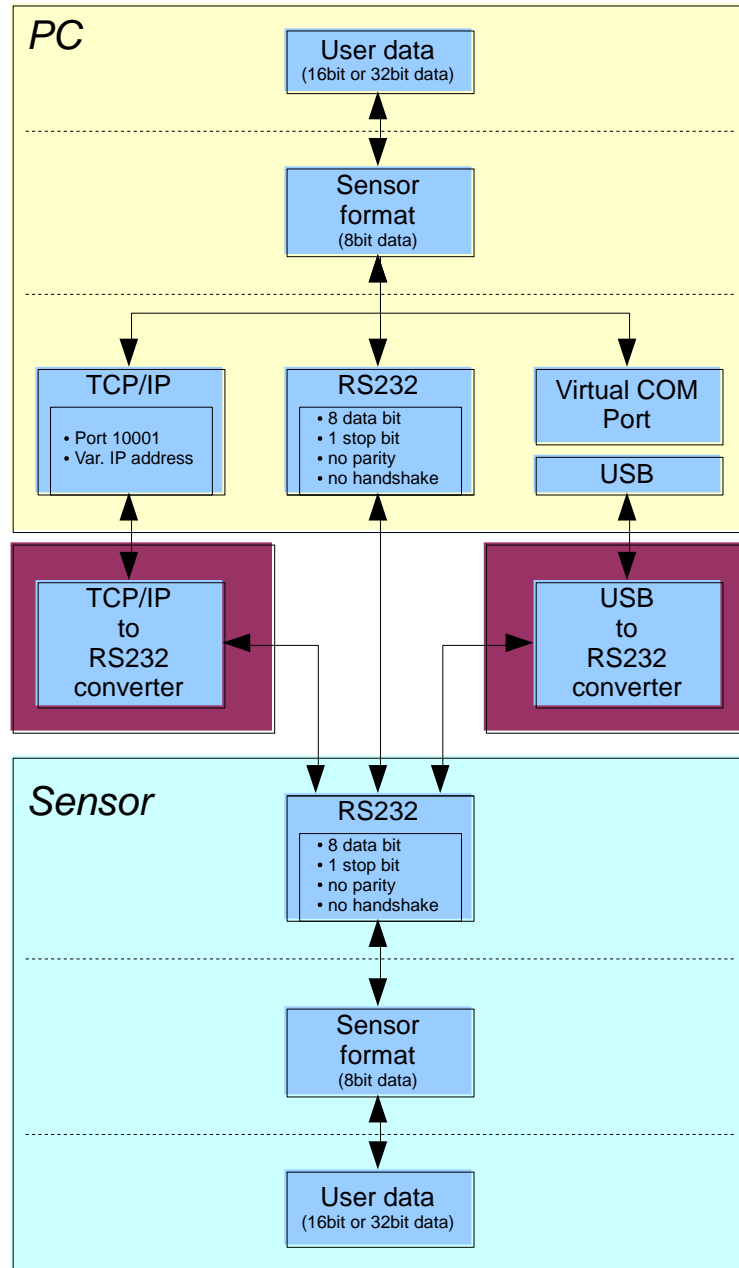 PC
User data
(16bit or 32bit data)
Sensor
format
(8bit data)
TCP/IP
• Port 10001
• Var. IP address
RS232
• 8 data bit
• 1 stop bit
• no parity
• no handshake
Virtual COM
Port
USB
TCP/IP
to
RS232
converter
USB
to
RS232
converter
Sensor
RS232
• 8 data bit
• 1 stop bit
• no parity
• no handshake
Sensor
format
(8bit data)
User data
(16bit or 32bit data)